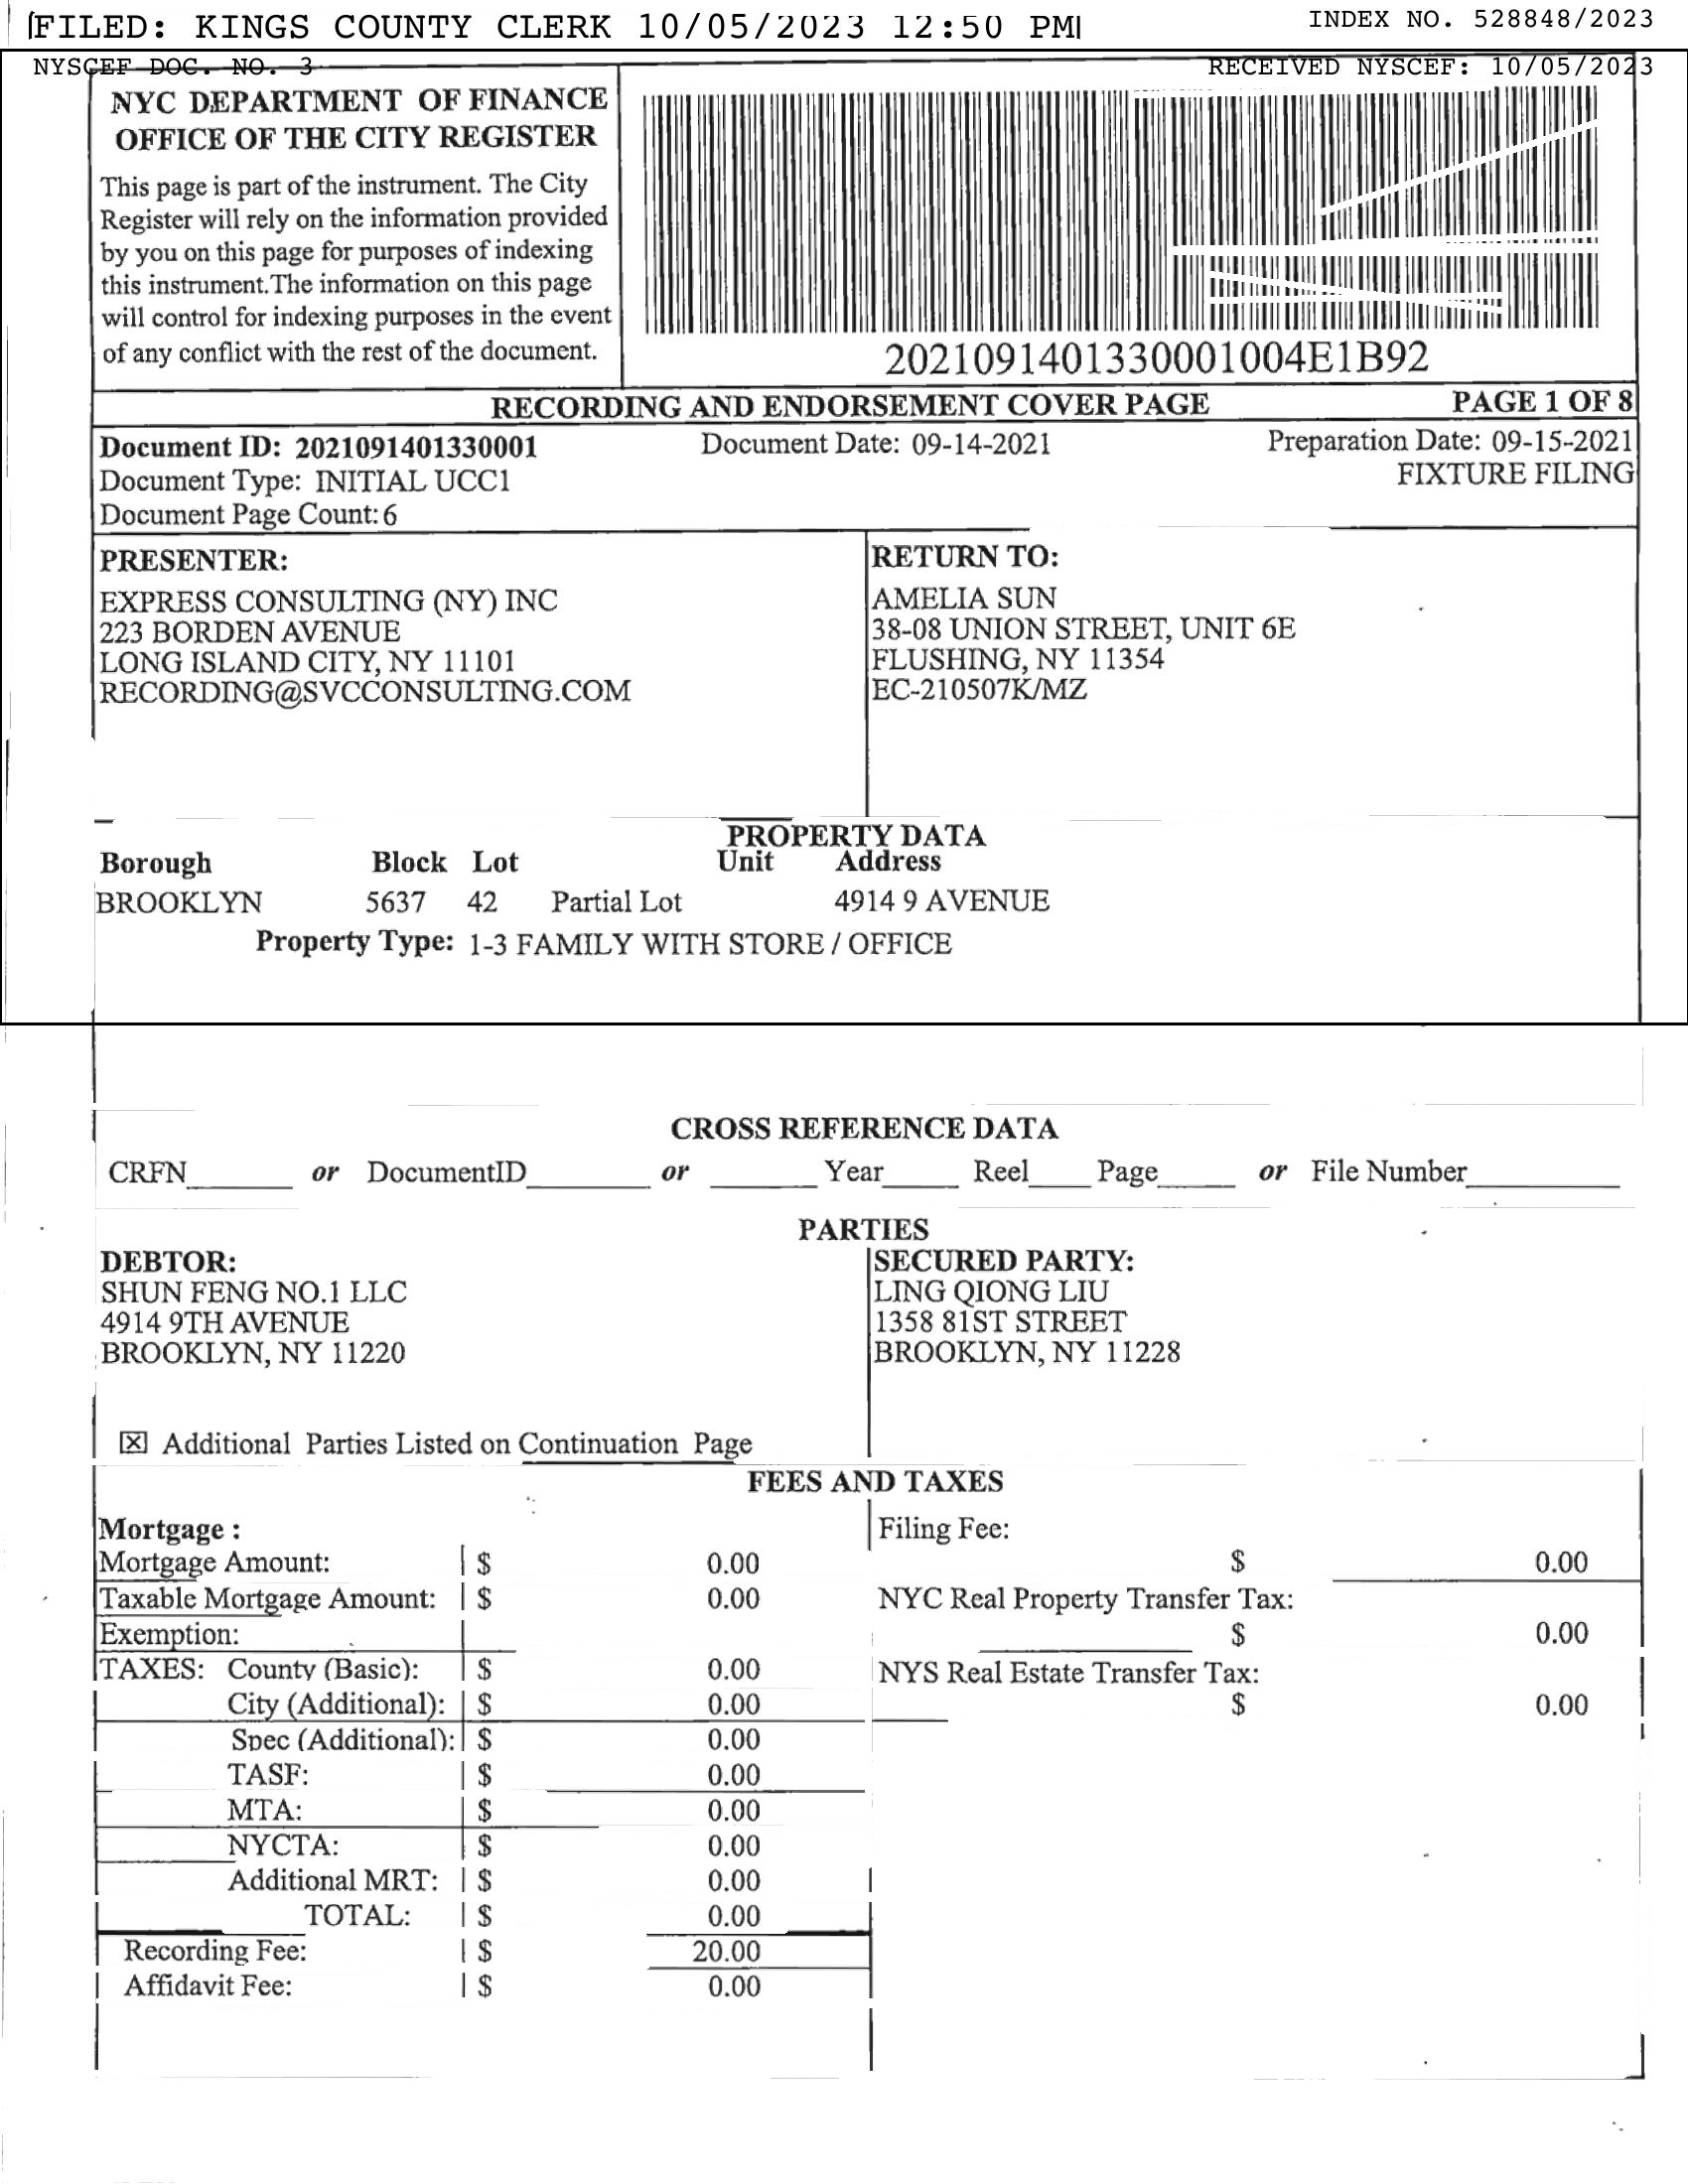 FILED: KINGS COUNTY CLERK 10/05/2023 12:50 PM
INDEX NO. 528848/2023
NYSCEF DOC. NO. 3
RECEIVED NYSCEF: 10/05/2023
NYC DEPARTMENT OF FINANCE
OFFICE OF THE CITY REGISTER
This page is part of the instrument. The City
Register will rely on the information provided
by you on this page for purposes of indexing
this instrument.The information on this page
will control for indexing purposes in the event
of any conflict with the rest of the document.
2021091401330001004E1B92
RECORDING AND ENDORSEMENT COVER PAGE PAGE 1 OF 8
Document ID: 2021091401330001 Document Date: 09-14-2021 Preparation Date: 09-15-2021
Document Type: INITIAL UCC1 FIXTURE FILING
Document Page Count: 6
PRESENTER:
EXPRESS CONSULTING (NY) INC
223 BORDEN AVENUE
LONG ISLAND CITY, NY 11101
RECORDING@SVCCONSULTING.COM
RETURN TO:
AMELIA SUN
38-08 UNION STREET, UNIT 6E
FLUSHING, NY 11354
EC-210507K/MZ
PROPERTY DATA
Borough Block Lot Unit Address
BROOKLYN 5637 42 Partial Lot 4914 9 AVENUE
Property Type: 1-3 FAMILY WITH STORE / OFFICE
CROSS REFERENCE DATA
CRFN_______ or DocumentID________ or _______ Year_____ Reel____ Page_____ or File Number__________
PARTIES
DEBTOR:
SHUN FENG NO.1 LLC
4914 9TH AVENUE
BROOKLYN, NY 11220
SECURED PARTY:
LING QIONG LIU
1358 81ST STREET
BROOKLYN, NY 11228
☒ Additional Parties Listed on Continuation Page
FEES AND TAXES
Mortgage :
Mortgage Amount: $ 0.00
Taxable Mortgage Amount: $ 0.00
Exemption:
TAXES: County (Basic): $ 0.00
City (Additional): $ 0.00
Spec (Additional): $ 0.00
TASF: $ 0.00
MTA: $ 0.00
NYCTA: $ 0.00
Additional MRT: $ 0.00
TOTAL: $ 0.00
Recording Fee: $ 20.00
Affidavit Fee: $ 0.00
Filing Fee:
$ 0.00
NYC Real Property Transfer Tax:
$ 0.00
NYS Real Estate Transfer Tax:
$ 0.00